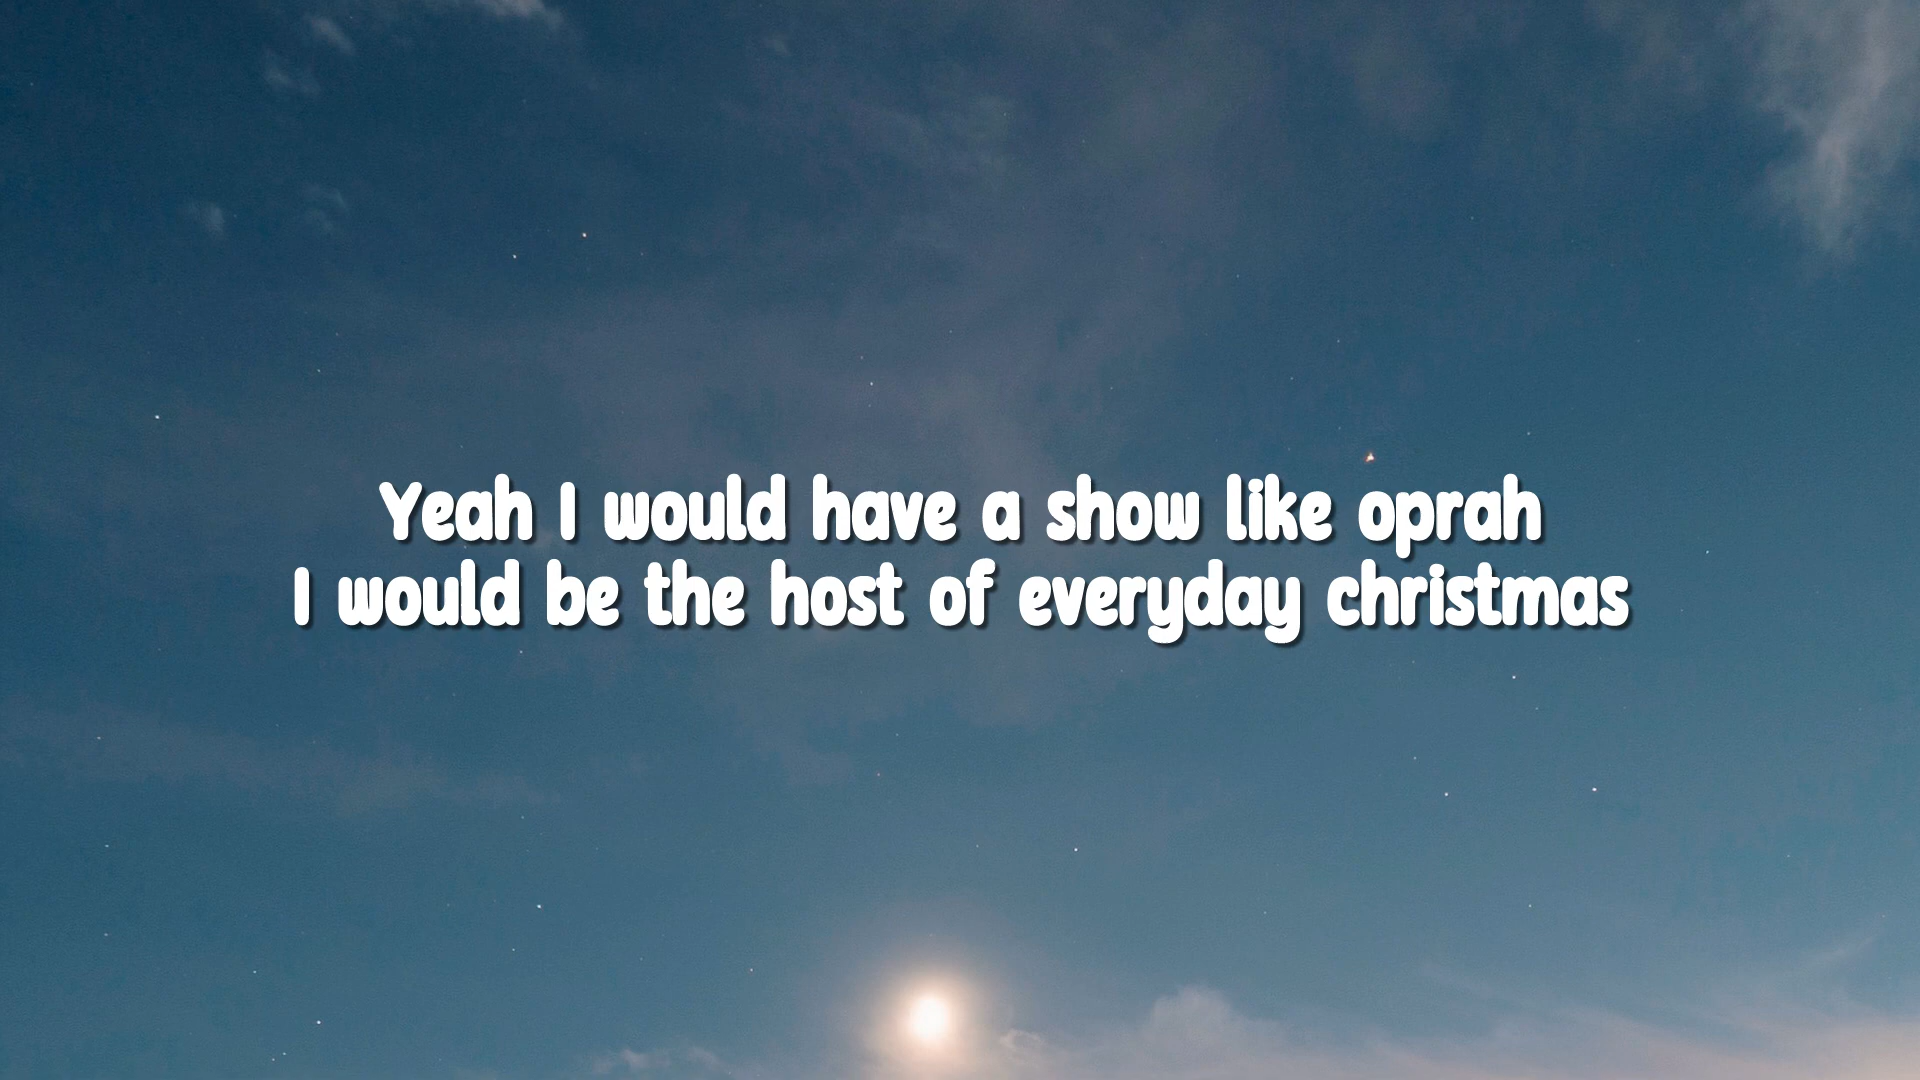 Yeah I would have a show like oprah
I would be the host of everyday christmas